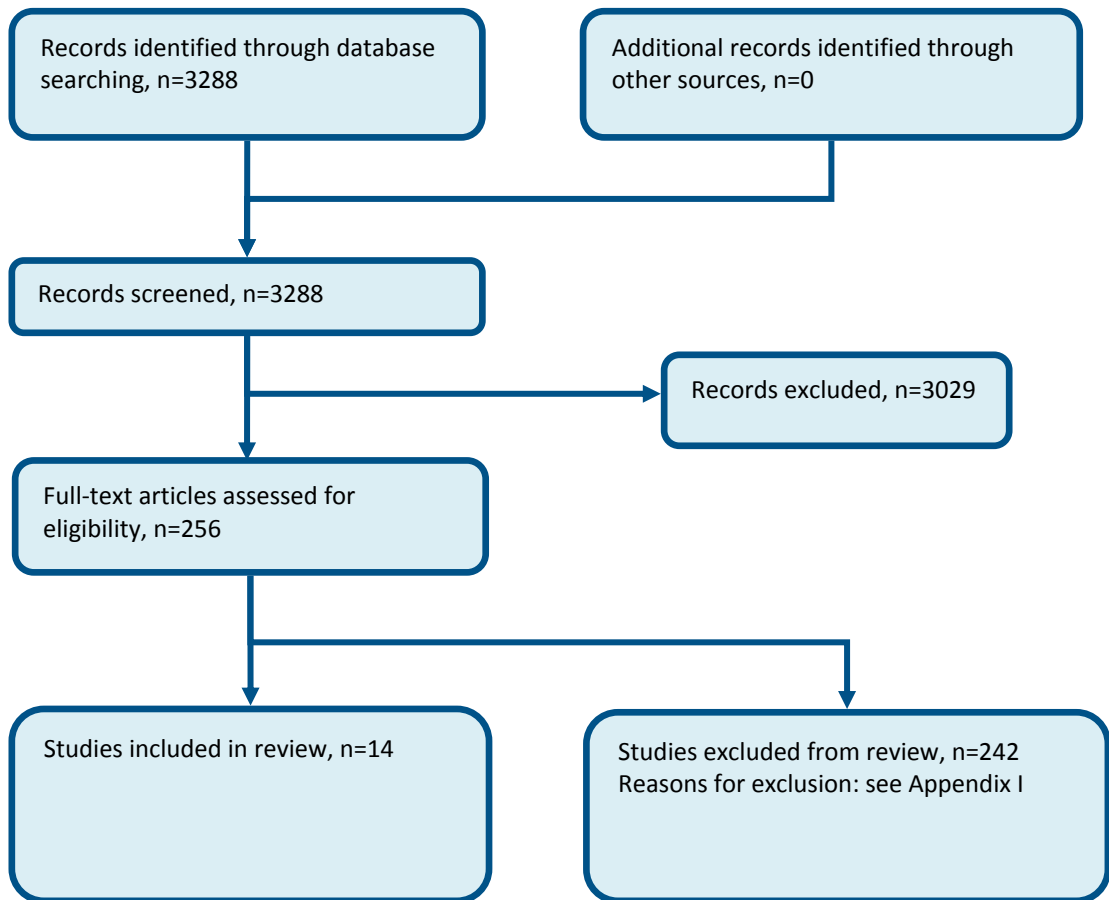 Records identified through database
searching, n=3288
Additional records identified through
other sources, n=0
Records screened, n=3288
Records excluded, n=3029
Full-text articles assessed for
eligibility, n=256
Studies included in review, n=14
Studies excluded from review, n=242
Reasons for exclusion: see Appendix I